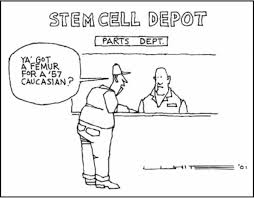 STEM CELL DEPOT
PARTS DEPT.
YA' GOT
A FEMUR
FOR A '57
CAUCASIAN?